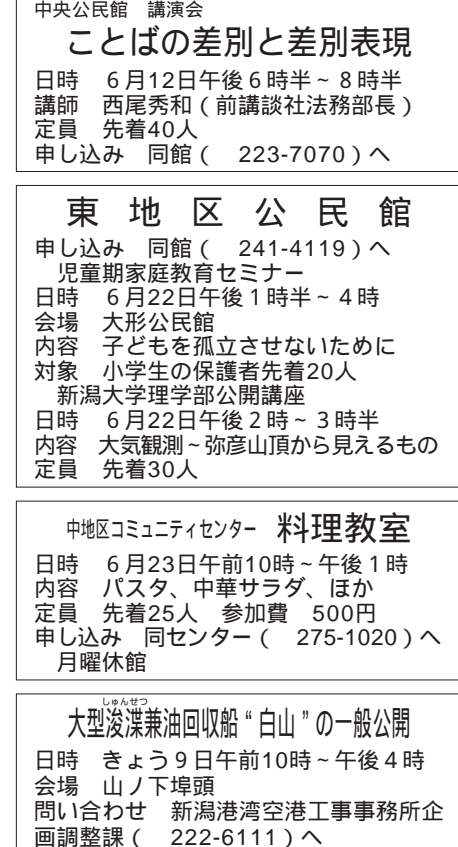 中央公民館　講演会
ことばの差別と差別表現
日時　６月12日午後６時半～８時半
講師　西尾秀和（前講談社法務部長）
定員　先着40人
申し込み　同館（　223-7070）へ
東地区公民館
申し込み　同館（　241-4119）へ
児童期家庭教育セミナー
日時　６月22日午後１時半～４時
会場　大形公民館
内容　子どもを孤立させないために
対象　小学生の保護者先着20人
新潟大学理学部公開講座
日時　６月22日午後２時～３時半
内容　大気観測～弥彦山頂から見えるもの
定員　先着30人
中地区コミュニティセンター　料理教室
日時　６月23日午前10時～午後１時
内容　パスタ、中華サラダ、ほか
定員　先着25人　参加費　500円
申し込み　同センター（　275-1020）へ
月曜休館
しゅんせつ
大型浚渫兼油回収船“白山”の一般公開
日時　きょう９日午前10時～午後４時
会場　山ノ下埠頭
問い合わせ　新潟港湾空港工事事務所企
画調整課（　222-6111）へ